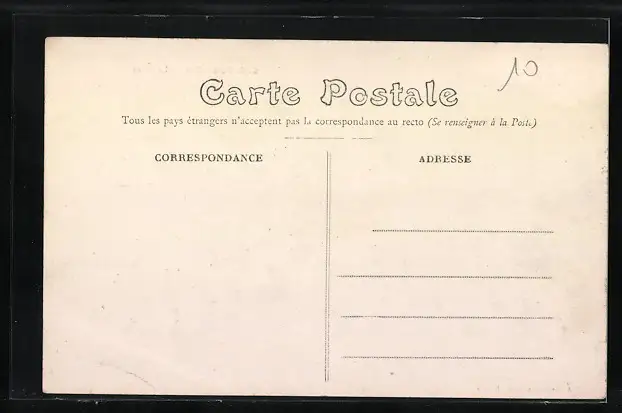 10
Carte Postale
Tous les pays étrangers n'acceptent pas la correspondance au recto (Se renseigner à la Poste.)
CORRESPONDANCE
ADRESSE